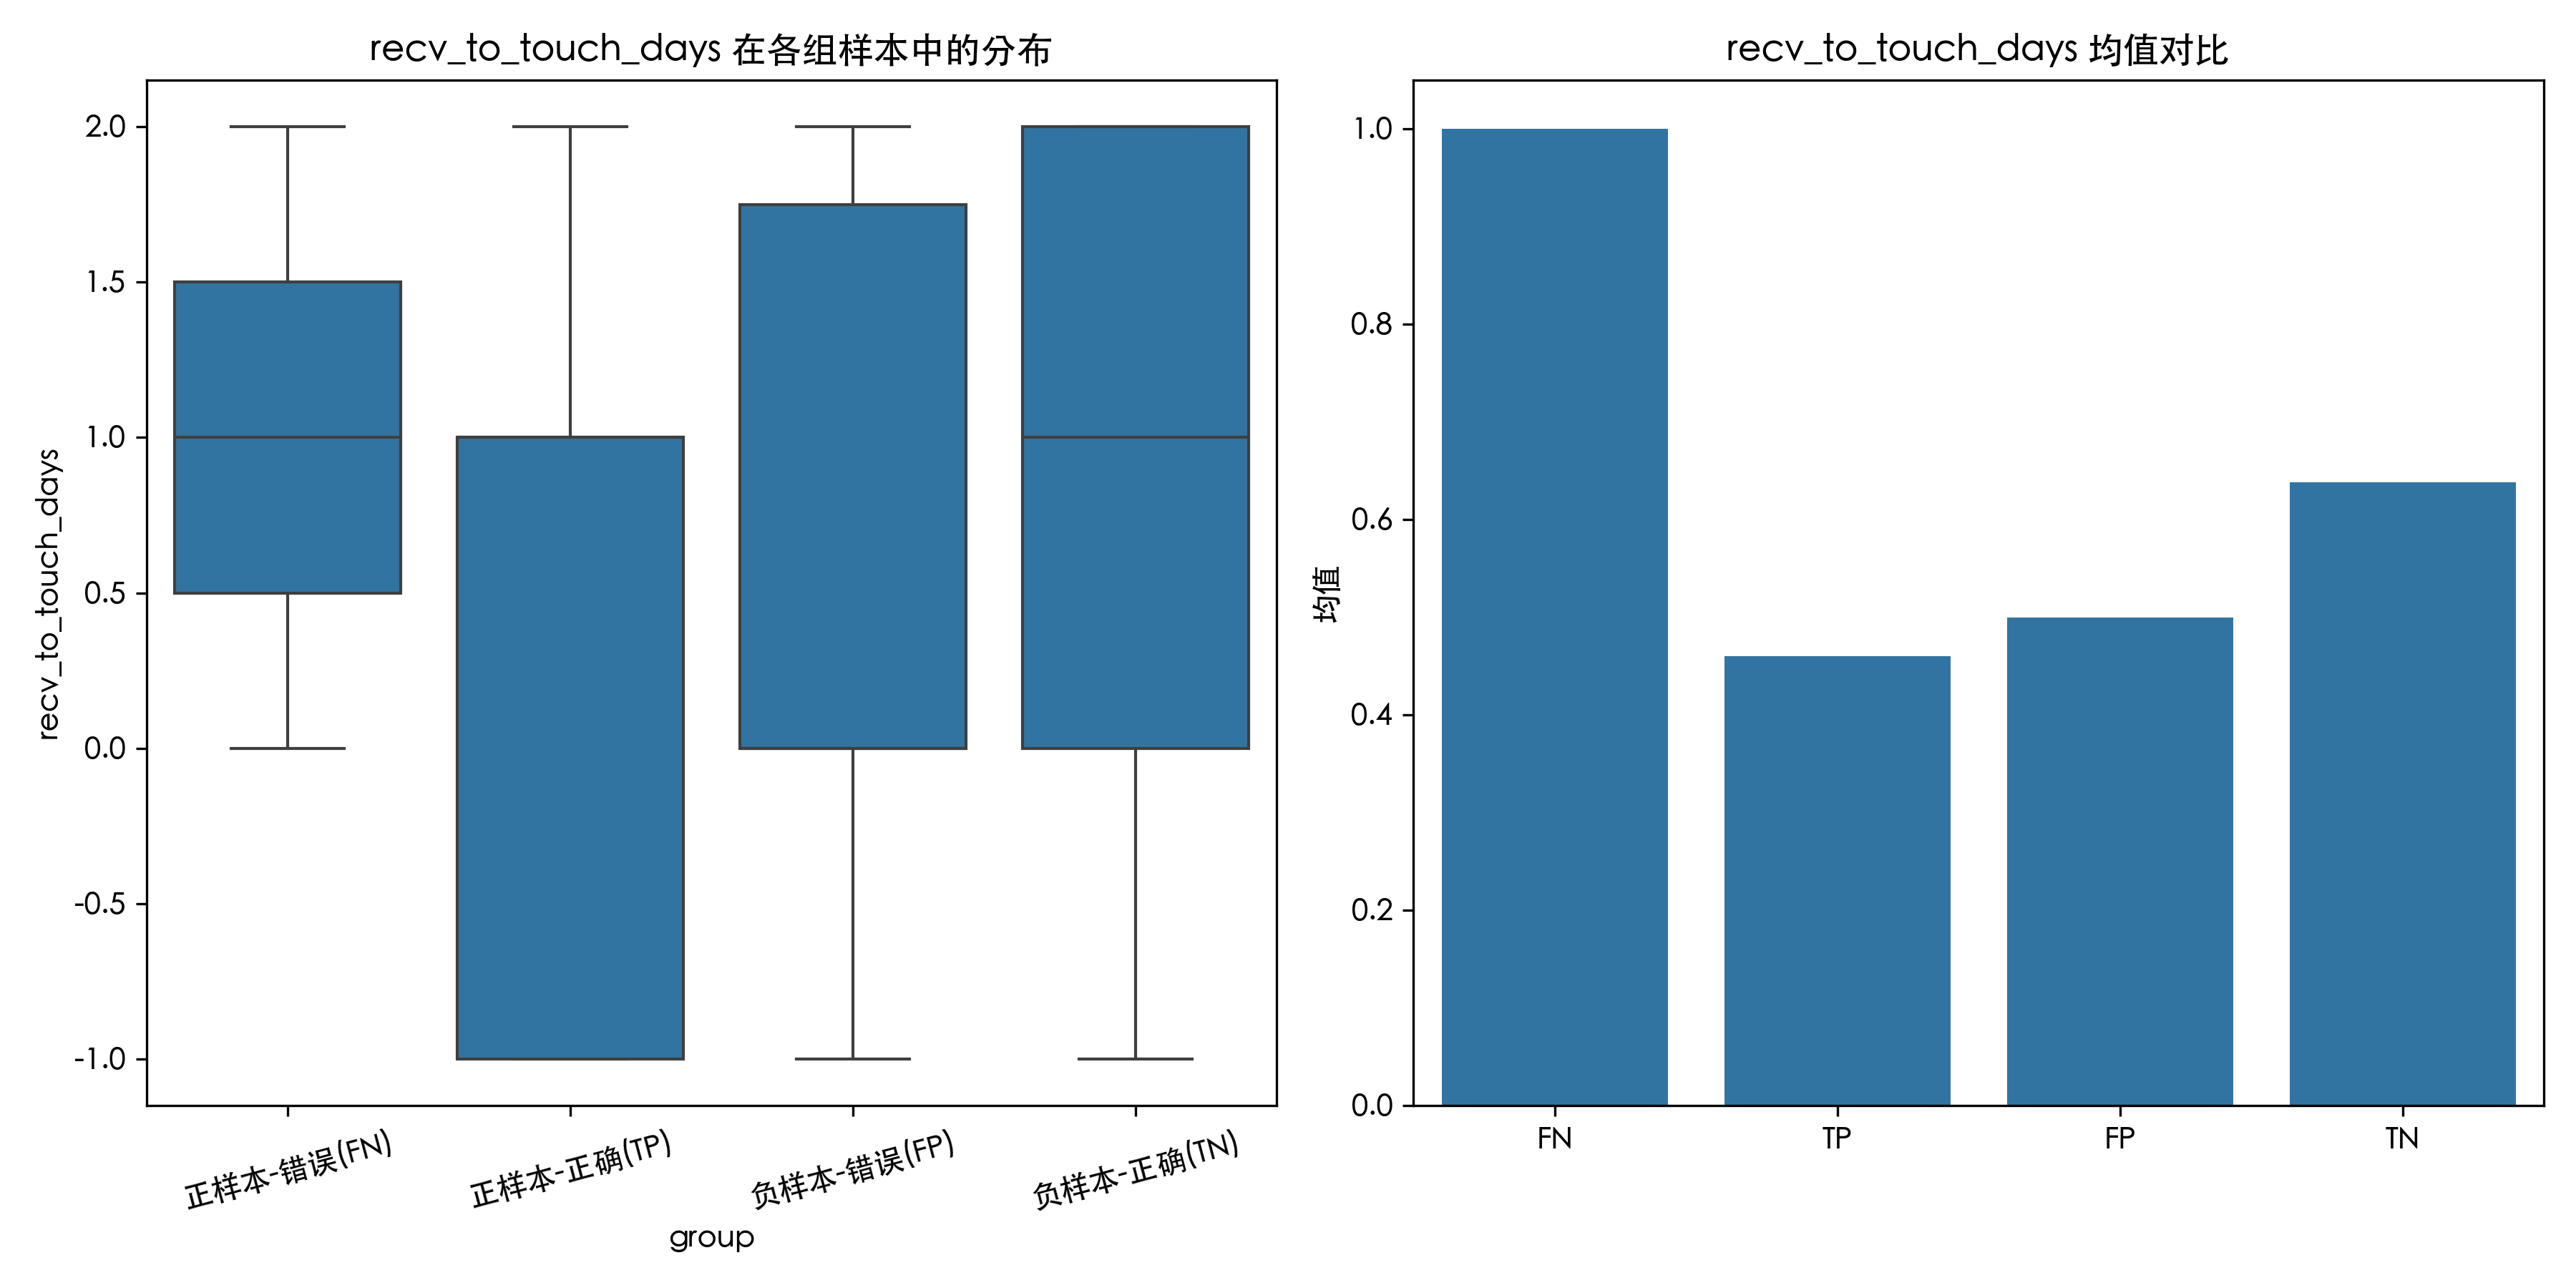 recv_to_touch_days 在各组样本中的分布
recv_to_touch_days
2.0
1.5
1.0
0.5
0.0
-0.5
-1.0
正样本-错误(FN)
正样本-正确(TP)
负样本-错误(FP)
负样本-正确(TN)
group
recv_to_touch_days 均值对比
均值
1.0
0.8
0.6
0.4
0.2
0.0
FN
TP
FP
TN